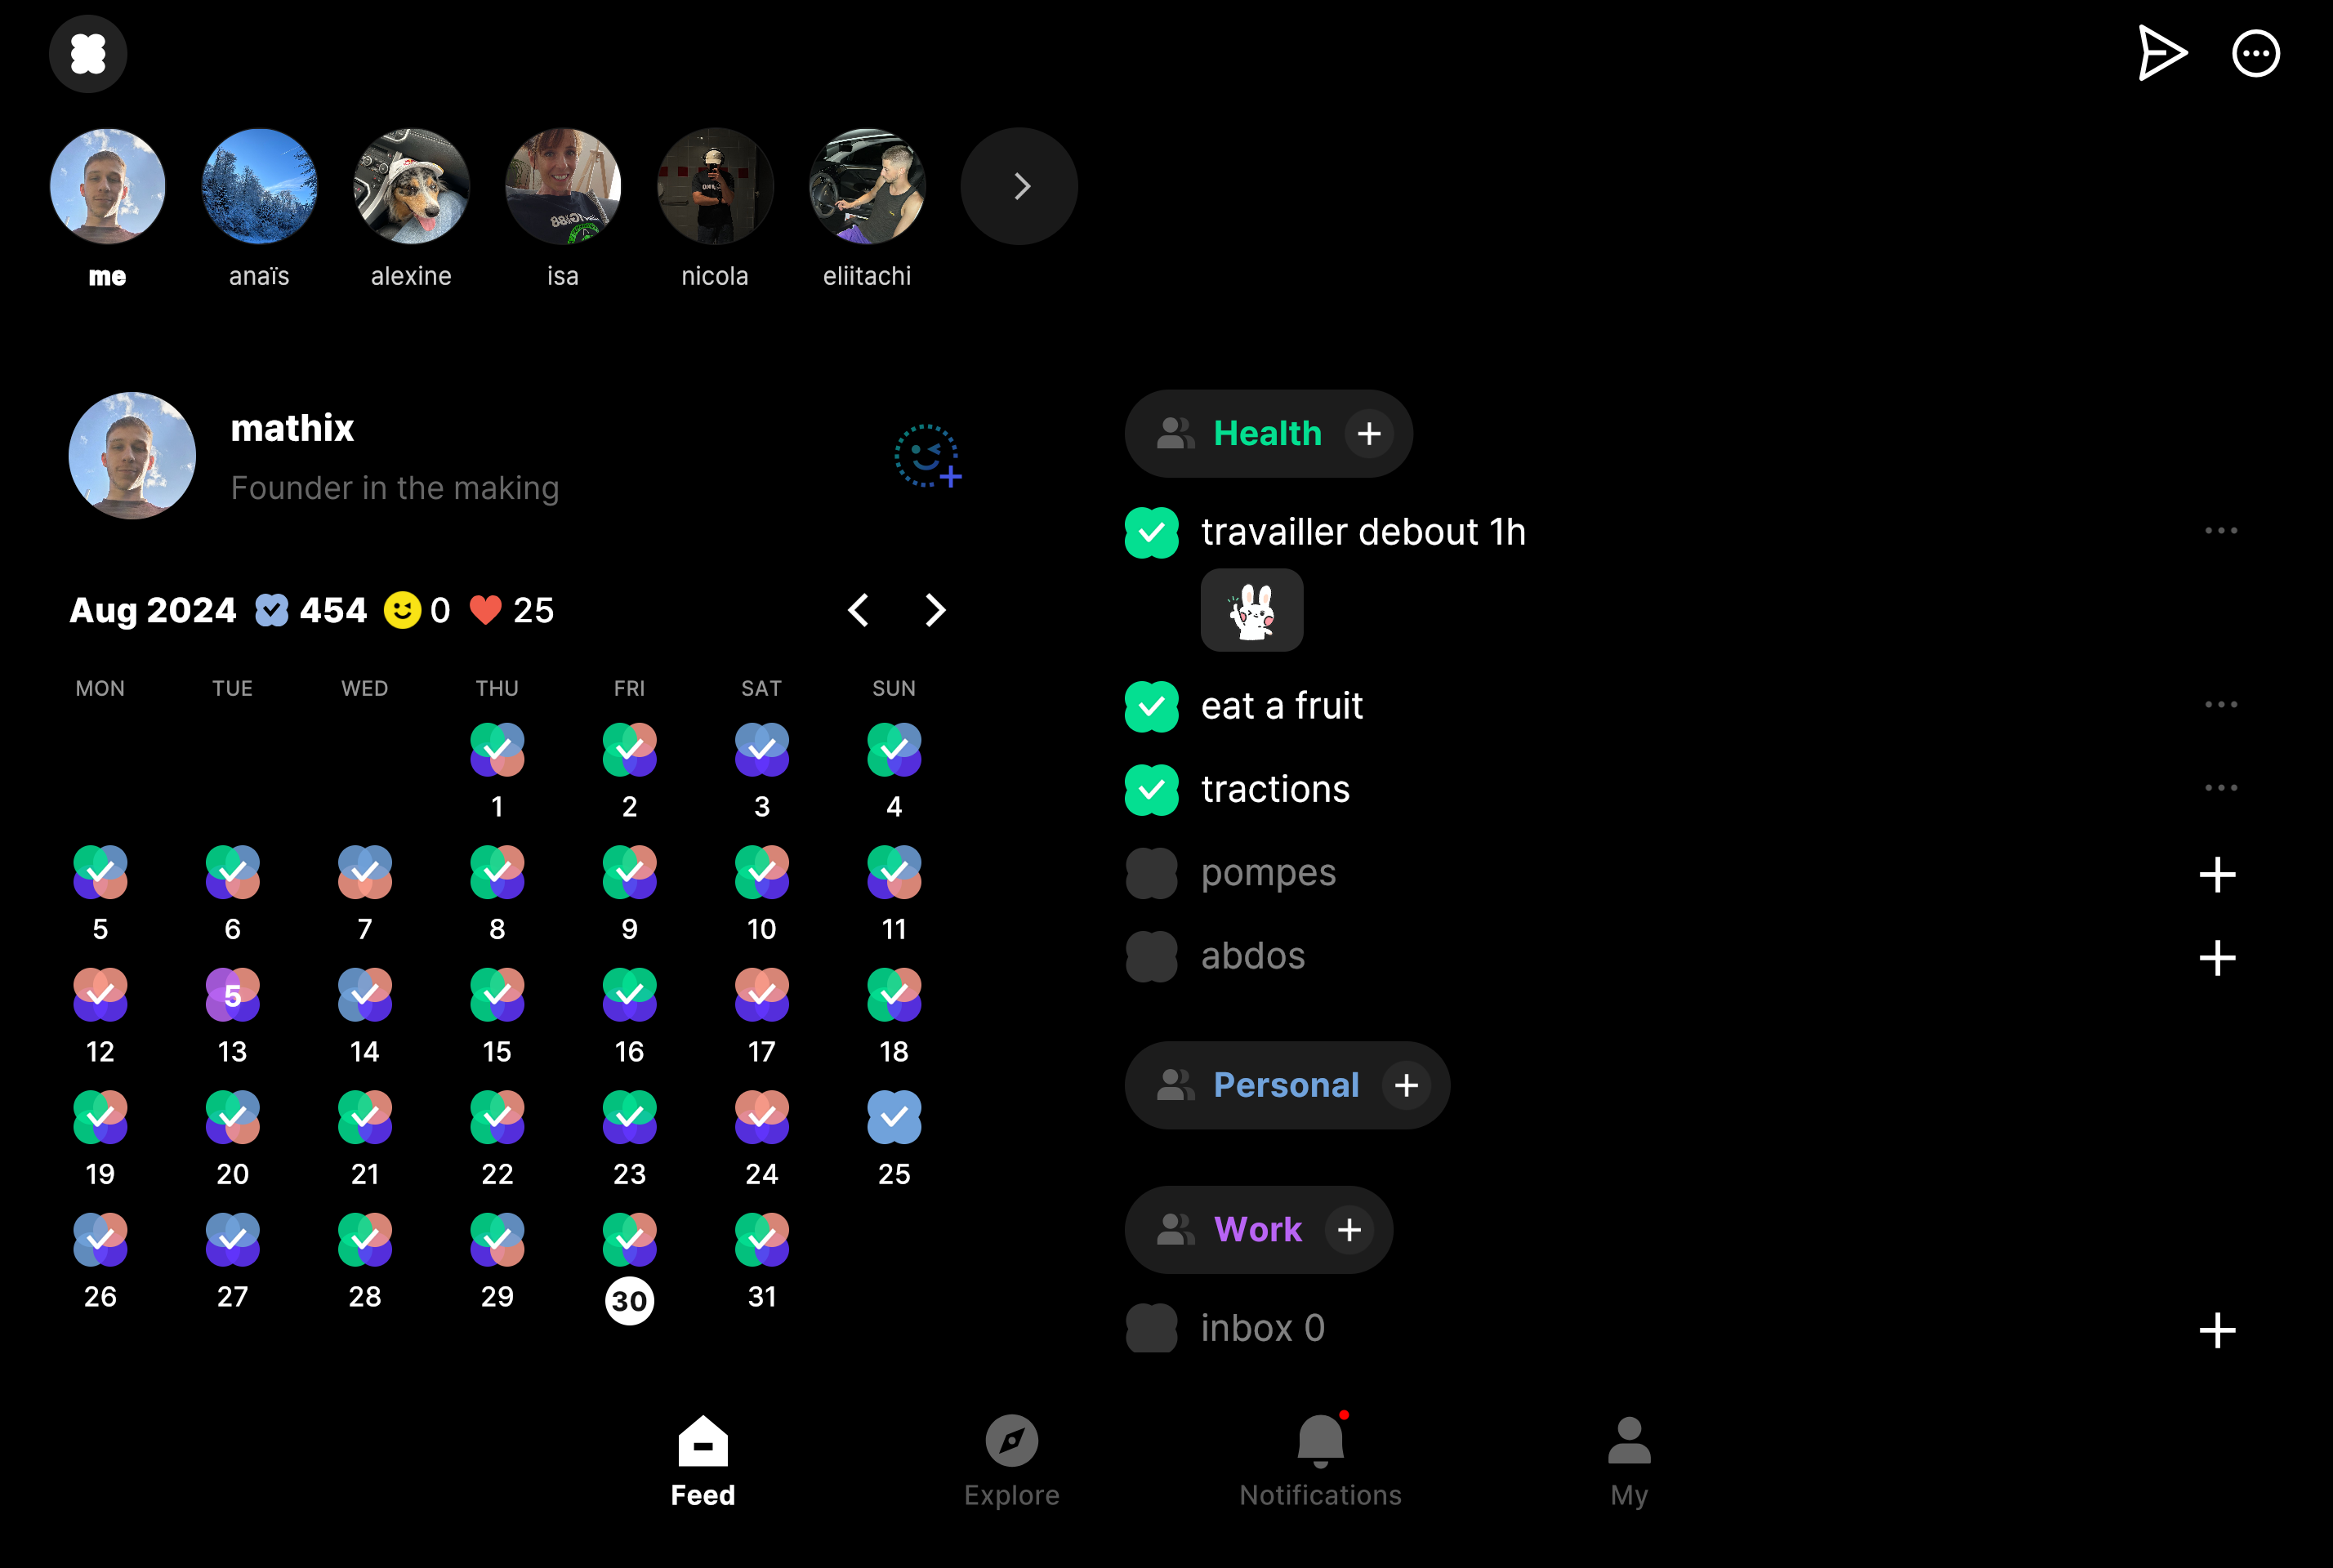 me
anaïs
alexine
isa
nicola
eliitachi
mathix
Founder in the making
Aug 2024 454 0 25
MON TUE WED THU FRI SAT SUN
1 2 3 4
5 6 7 8 9 10 11
5
12 13 14 15 16 17 18
19 20 21 22 23 24 25
26 27 28 29 30 31
Health
travailler debout 1h
eat a fruit
tractions
pompes
abdos
Personal
Work
inbox 0
Feed
Explore
Notifications
My